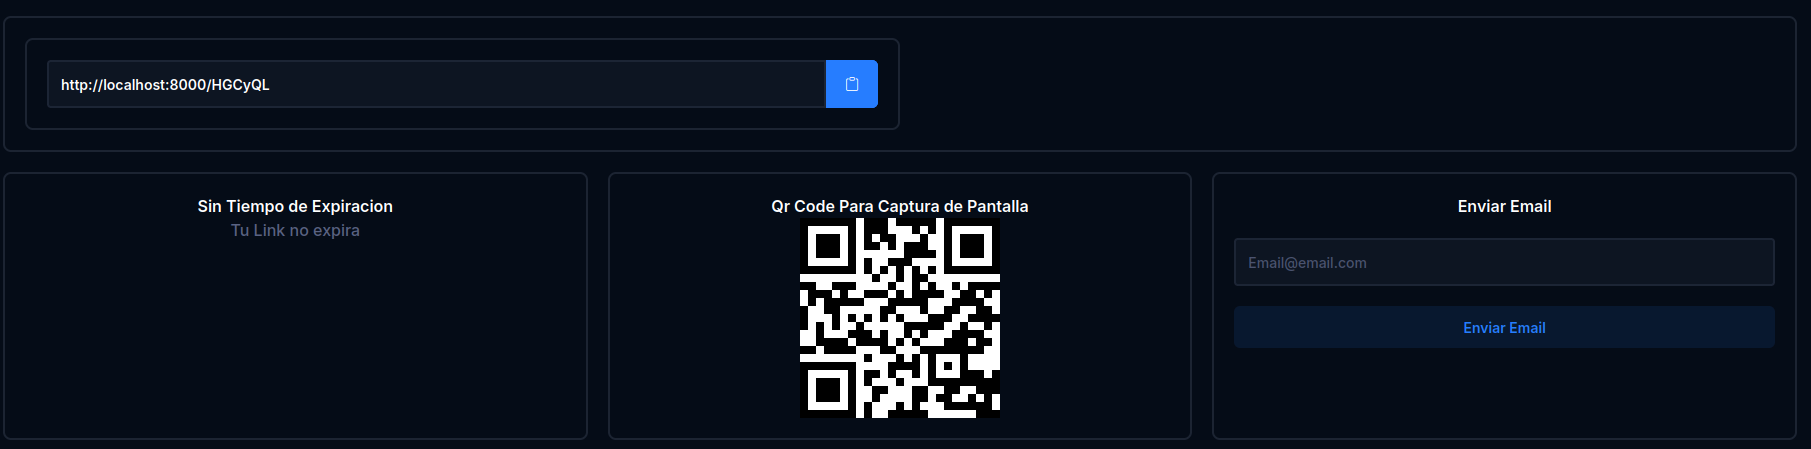 http://localhost:8000/HGCyQL
Sin Tiempo de Expiracion
Tu Link no expira
Qr Code Para Captura de Pantalla
Enviar Email
Email@email.com
Enviar Email